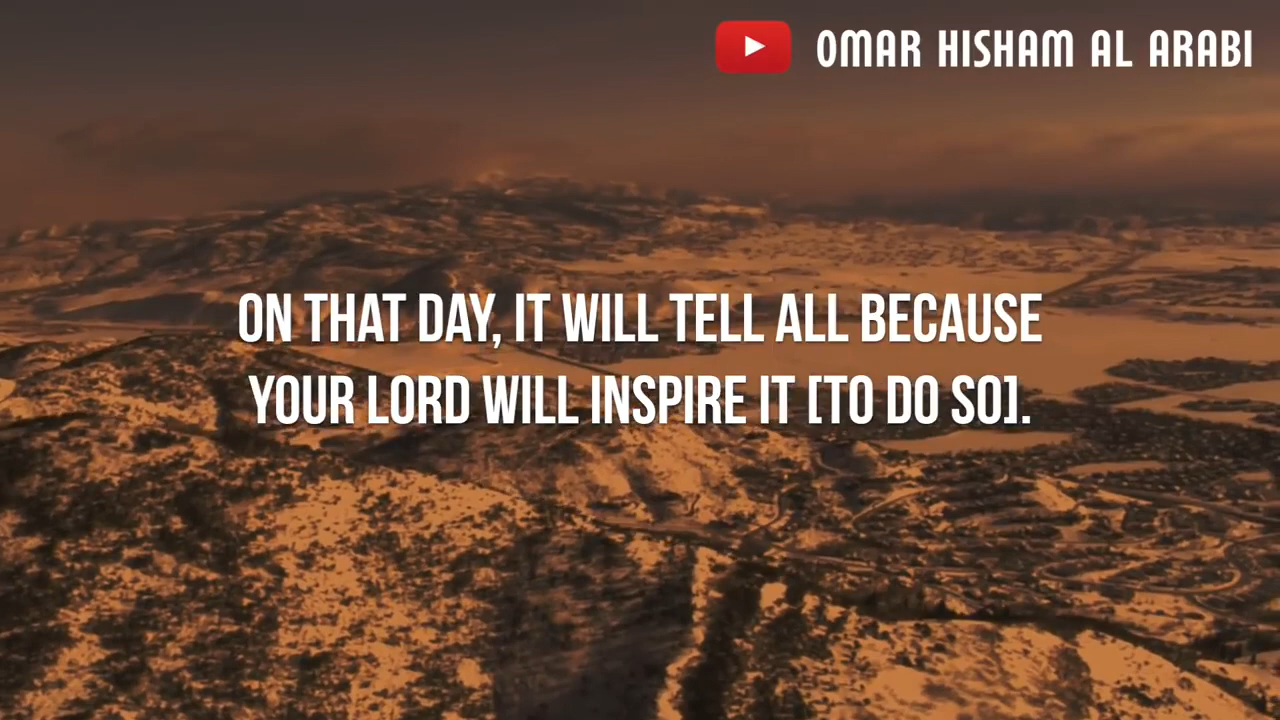 OMAR HISHAM AL ARABI
ON THAT DAY, IT WILL TELL ALL BECAUSE
YOUR LORD WILL INSPIRE IT [TO DO SO].